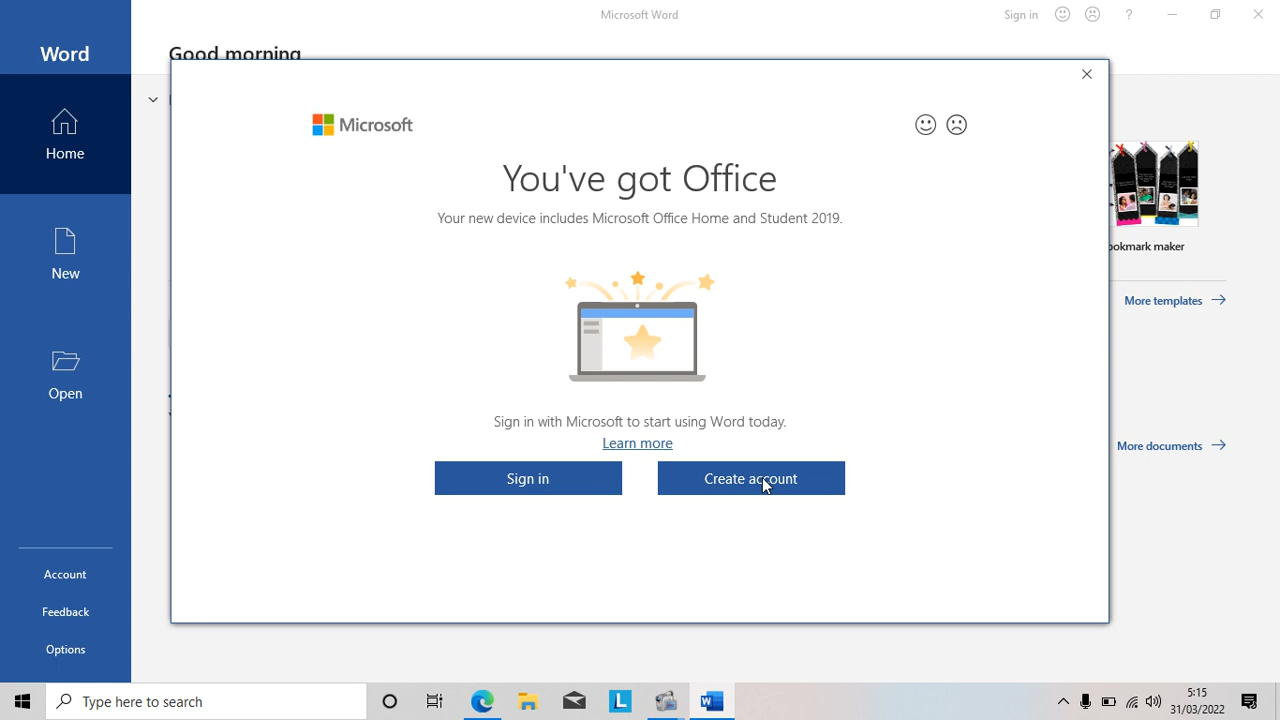 Microsoft Word
Sign in
?
Word
Good morning
Home
New
Open
Account
Feedback
Options
Microsoft
You've got Office
Your new device includes Microsoft Office Home and Student 2019.
Sign in with Microsoft to start using Word today.
Learn more
Sign in
Create account
ookmark maker
More templates
More documents
Type here to search
L
W
5:15
31/03/2022